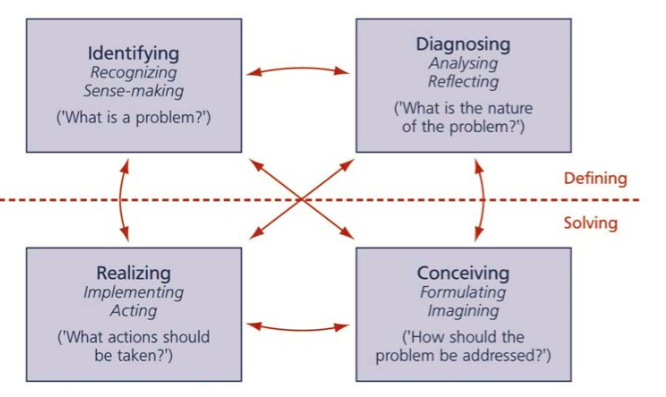 Identifying
Recognizing
Sense-making
('What is a problem?')
Diagnosing
Analysing
Reflecting
('What is the nature
of the problem?')
Defining
Solving
Realizing
Implementing
Acting
('What actions should
be taken?')
Conceiving
Formulating
Imagining
('How should the
problem be addressed?')